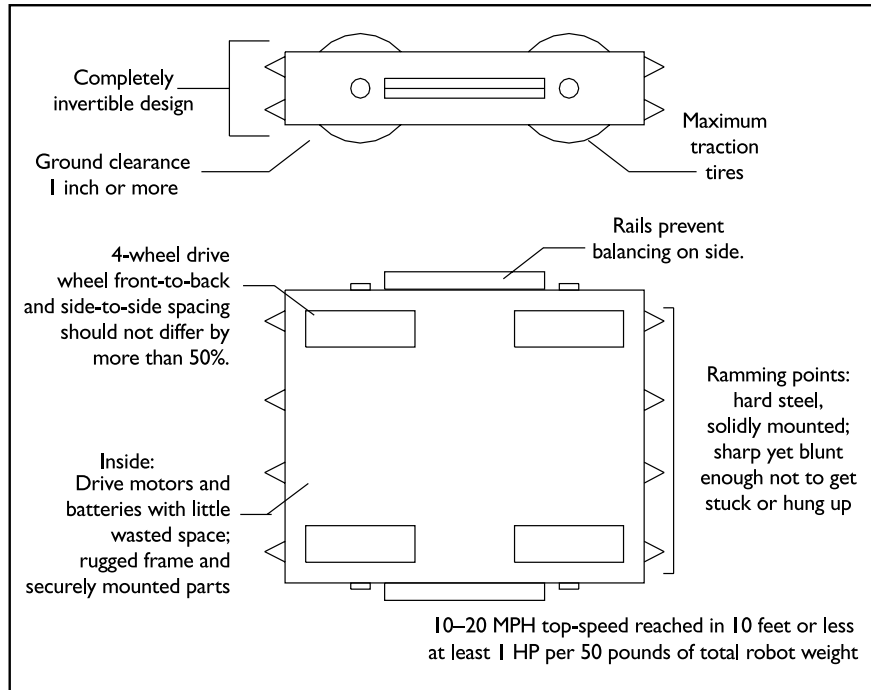 Completely
invertible design
Ground clearance
1 inch or more
Maximum
traction
tires
Rails prevent
balancing on side.
4-wheel drive
wheel front-to-back
and side-to-side spacing
should not differ by
more than 50%.
Ramming points:
hard steel,
solidly mounted;
sharp yet blunt
enough not to get
stuck or hung up
Inside:
Drive motors and
batteries with little
wasted space;
rugged frame and
securely mounted parts
10–20 MPH top-speed reached in 10 feet or less
at least 1 HP per 50 pounds of total robot weight